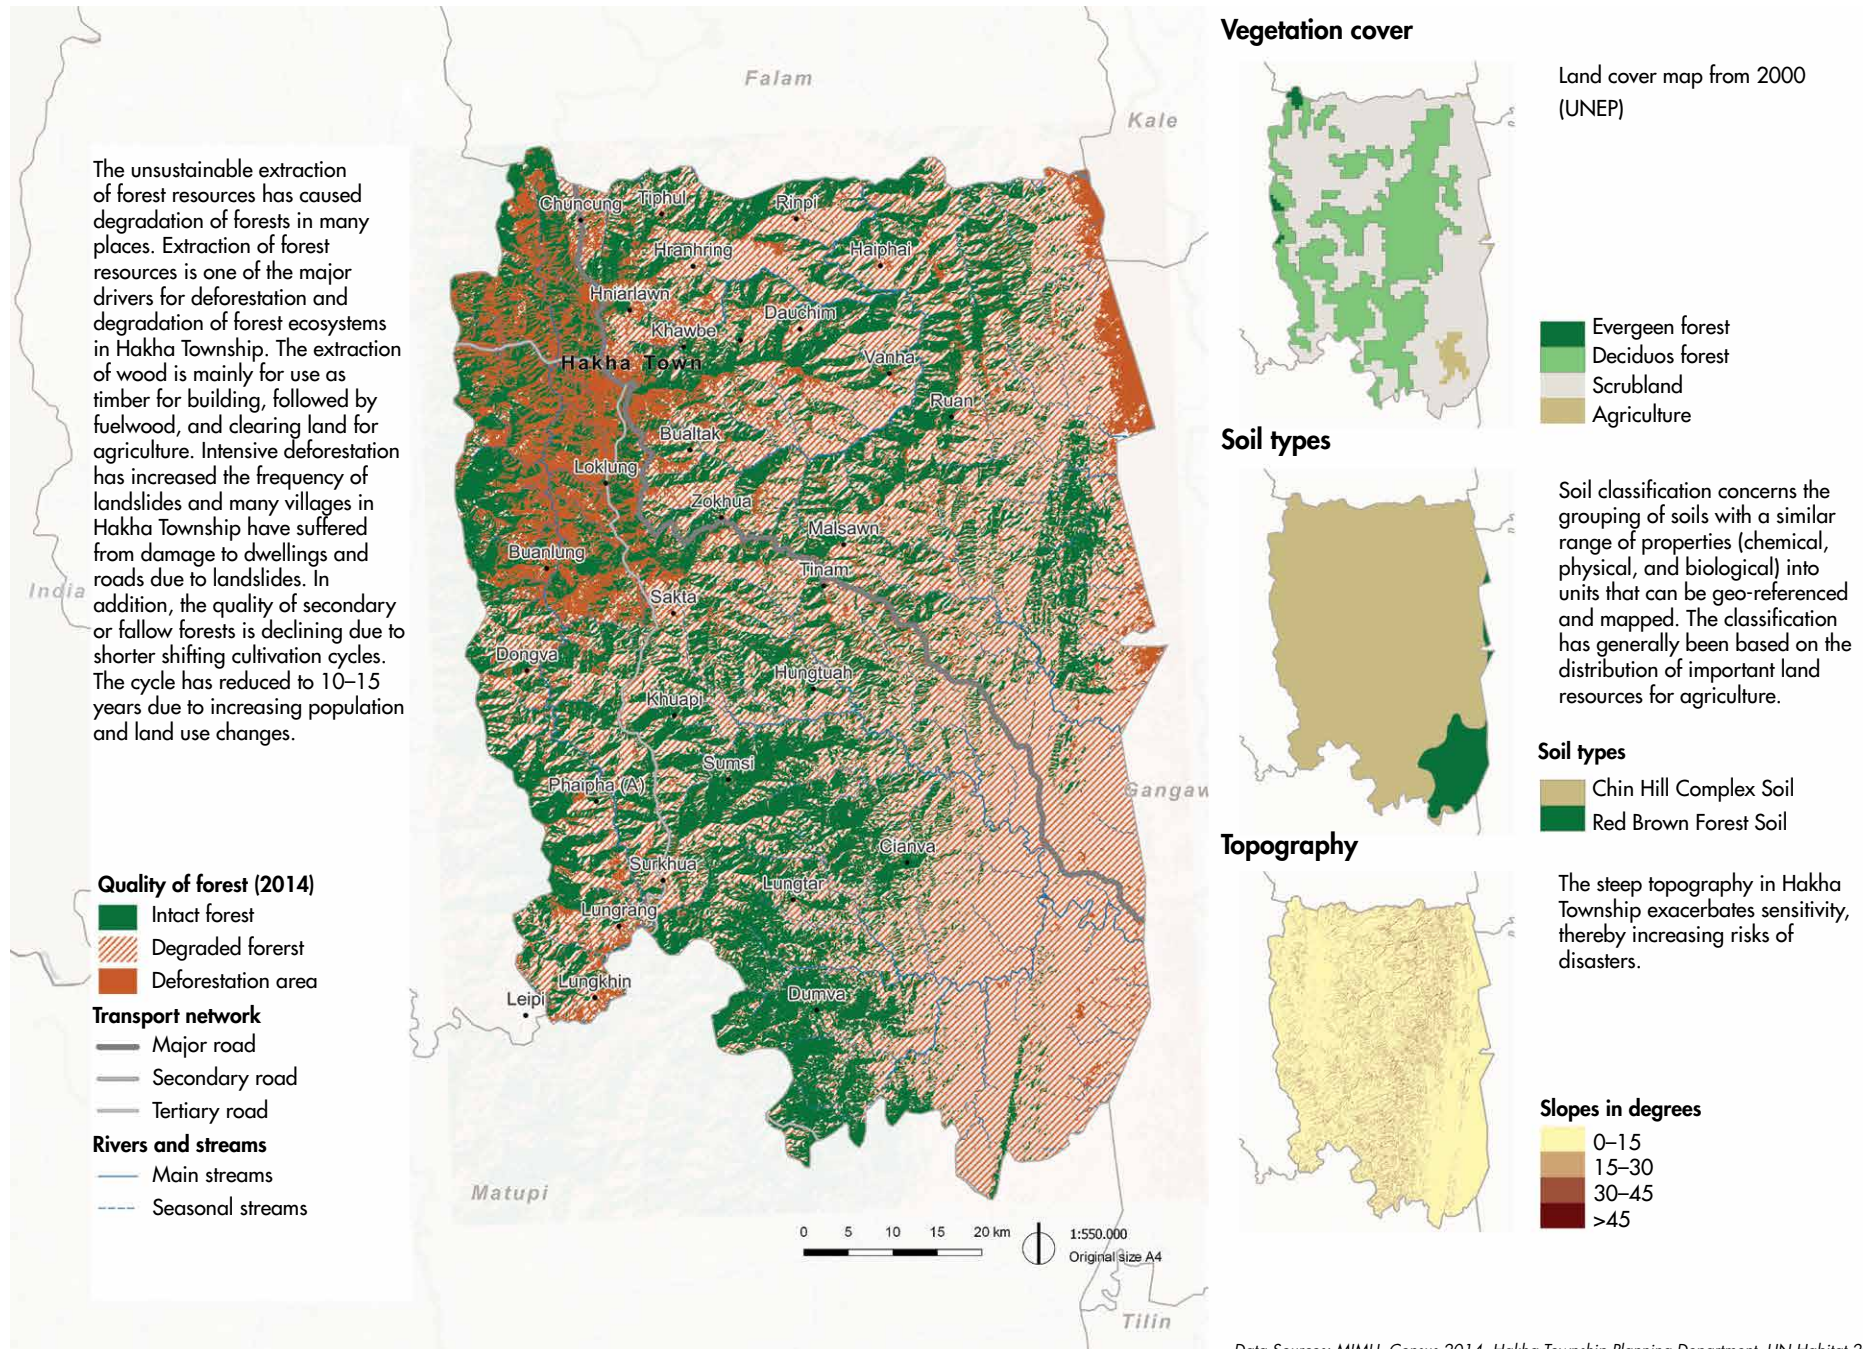 The unsustainable extraction
of forest resources has caused
degradation of forests in many
places. Extraction of forest
resources is one of the major
drivers for deforestation and
degradation of forest ecosystems
in Hakha Township. The extraction
of wood is mainly for use as
timber for building, followed by
fuelwood, and clearing land for
agriculture. Intensive deforestation
has increased the frequency of
landslides and many villages in
Hakha Township have suffered
from damage to dwellings and
roads due to landslides. In
addition, the quality of secondary
or fallow forests is declining due to
shorter shifting cultivation cycles.
The cycle has reduced to 10–15
years due to increasing population
and land use changes.
Quality of forest (2014)
Intact forest
Degraded forerst
Deforestation area
Transport network
Major road
Secondary road
Tertiary road
Rivers and streams
Main streams
Seasonal streams
Falam
Kale
India
Gangaw
Matupi
Tilin
Chuncung
Tiphul
Rinpi
Hranhring
Haiphai
Hniarlawn
Khawbe
Dauchim
Hakha Town
Vanha
Ruan
Bualtak
Loklung
Zokhua
Malsawn
Buanlung
Tinam
Sakta
Dongva
Hungtuah
Khuapi
Sumsi
Phaipha (A)
Cianva
Surkhua
Lungtar
Lungrang
Lungkhin
Leipi
Dumva
0 5 10 15 20 km
1:550.000
Original size A4
Vegetation cover
Land cover map from 2000
(UNEP)
Evergeen forest
Deciduos forest
Scrubland
Agriculture
Soil types
Soil classification concerns the
grouping of soils with a similar
range of properties (chemical,
physical, and biological) into
units that can be geo-referenced
and mapped. The classification
has generally been based on the
distribution of important land
resources for agriculture.
Soil types
Chin Hill Complex Soil
Red Brown Forest Soil
Topography
The steep topography in Hakha
Township exacerbates sensitivity,
thereby increasing risks of
disasters.
Slopes in degrees
0–15
15–30
30–45
>45
Data Sources: MIMU, Census 2014, Hakha Township Planning Department, UN-Habitat 2